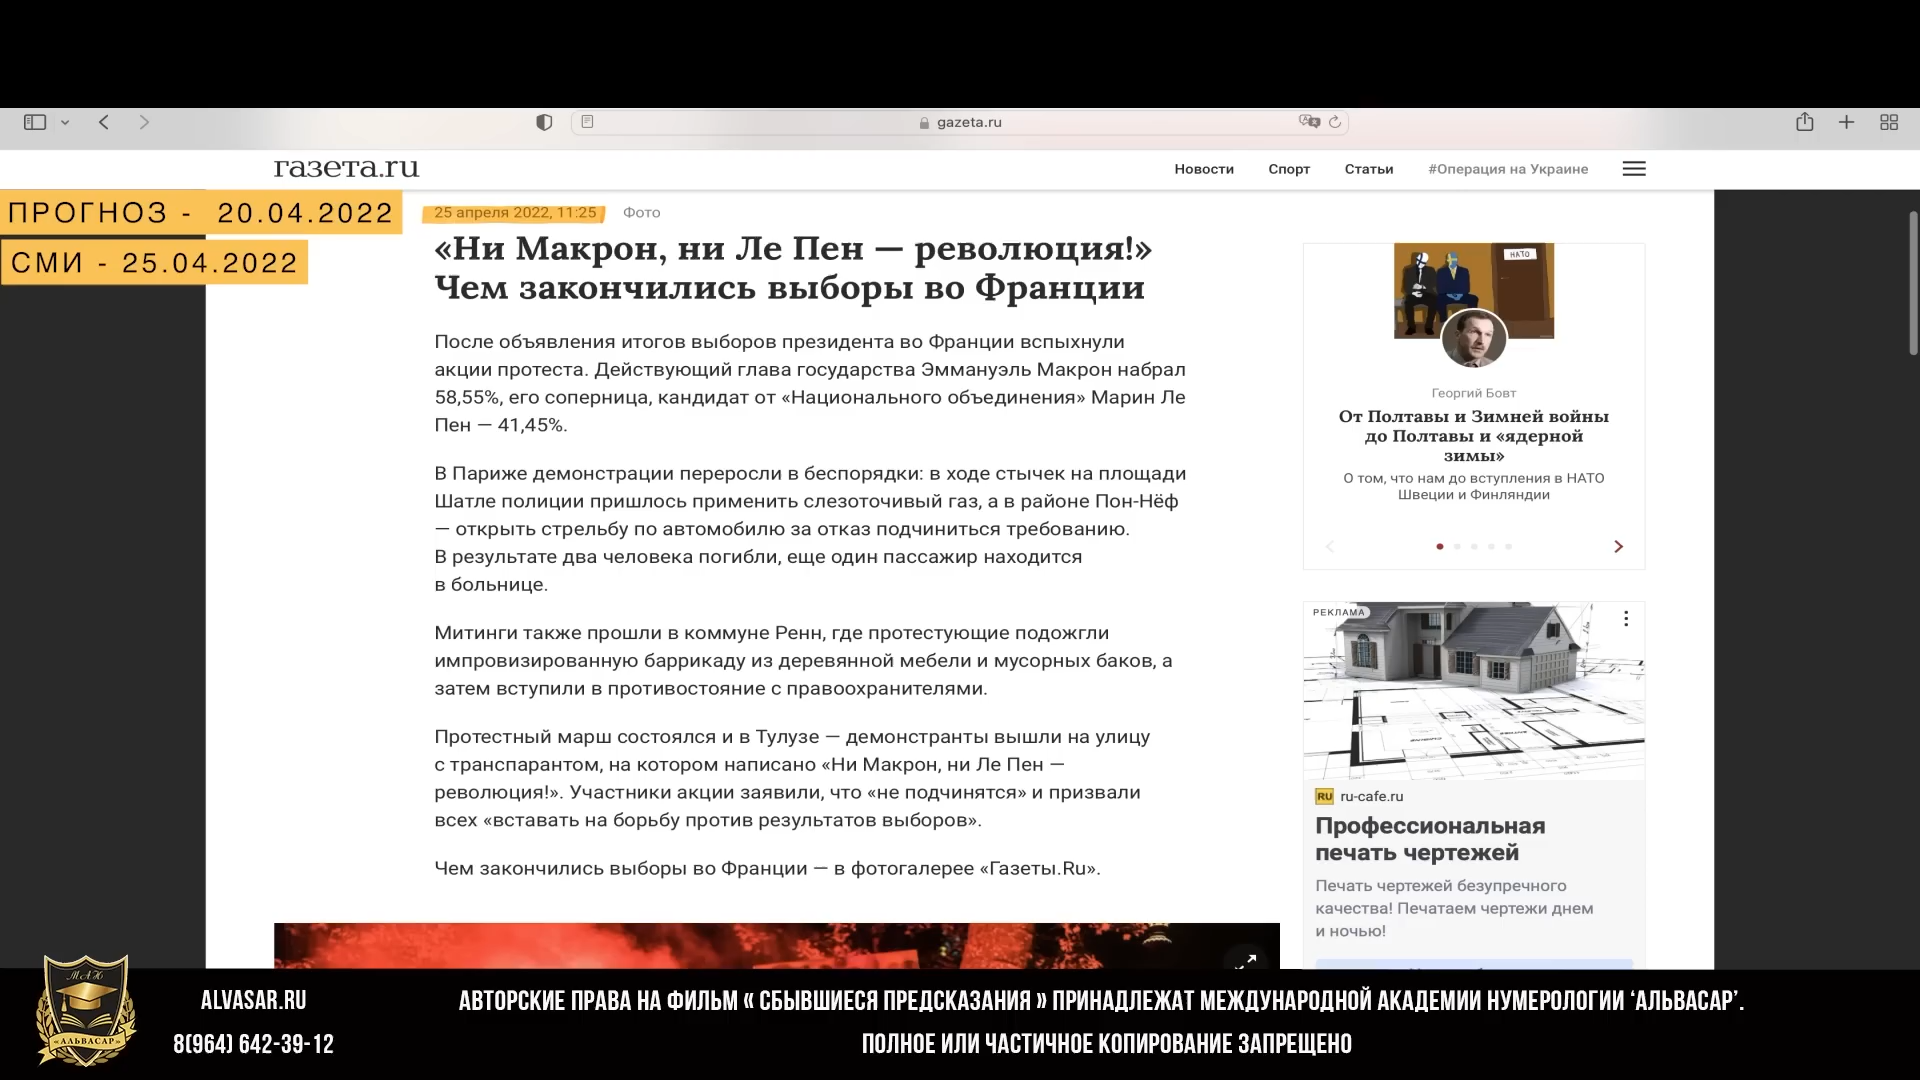 gazeta.ru
газета.ru
Новости
Спорт
Статьи
#Операция на Украине
ПРОГНОЗ - 20.04.2022
СМИ - 25.04.2022
25 апреля 2022, 11:25
Фото
«Ни Макрон, ни Ле Пен — революция!»
Чем закончились выборы во Франции
После объявления итогов выборов президента во Франции вспыхнули
акции протеста. Действующий глава государства Эммануэль Макрон набрал
58,55%, его соперница, кандидат от «Национального объединения» Марин Ле
Пен — 41,45%.
В Париже демонстрации переросли в беспорядки: в ходе стычек на площади
Шатле полиции пришлось применить слезоточивый газ, а в районе Пон-Нёф
— открыть стрельбу по автомобилю за отказ подчиниться требованию.
В результате два человека погибли, еще один пассажир находится
в больнице.
Митинги также прошли в коммуне Ренн, где протестующие подожгли
импровизированную баррикаду из деревянной мебели и мусорных баков, а
затем вступили в противостояние с правоохранителями.
Протестный марш состоялся и в Тулузе — демонстранты вышли на улицу
с транспарантом, на котором написано «Ни Макрон, ни Ле Пен —
революция!». Участники акции заявили, что «не подчинятся» и призвали
всех «вставать на борьбу против результатов выборов».
Чем закончились выборы во Франции — в фотогалерее «Газеты.Ru».
НАТО
Георгий Бовт
От Полтавы и Зимней войны
до Полтавы и «ядерной
зимы»
О том, что нам до вступления в НАТО
Швеции и Финляндии
РЕКЛАМА
RU ru-cafe.ru
Профессиональная
печать чертежей
Печать чертежей безупречного
качества! Печатаем чертежи днем
и ночью!
МАН
«АЛЬВАСАР»
ALVASAR.RU
8(964) 642-39-12
АВТОРСКИЕ ПРАВА НА ФИЛЬМ « СБЫВШИЕСЯ ПРЕДСКАЗАНИЯ » ПРИНАДЛЕЖАТ МЕЖДУНАРОДНОЙ АКАДЕМИИ НУМЕРОЛОГИИ ‘АЛЬВАСАР’.
ПОЛНОЕ ИЛИ ЧАСТИЧНОЕ КОПИРОВАНИЕ ЗАПРЕЩЕНО